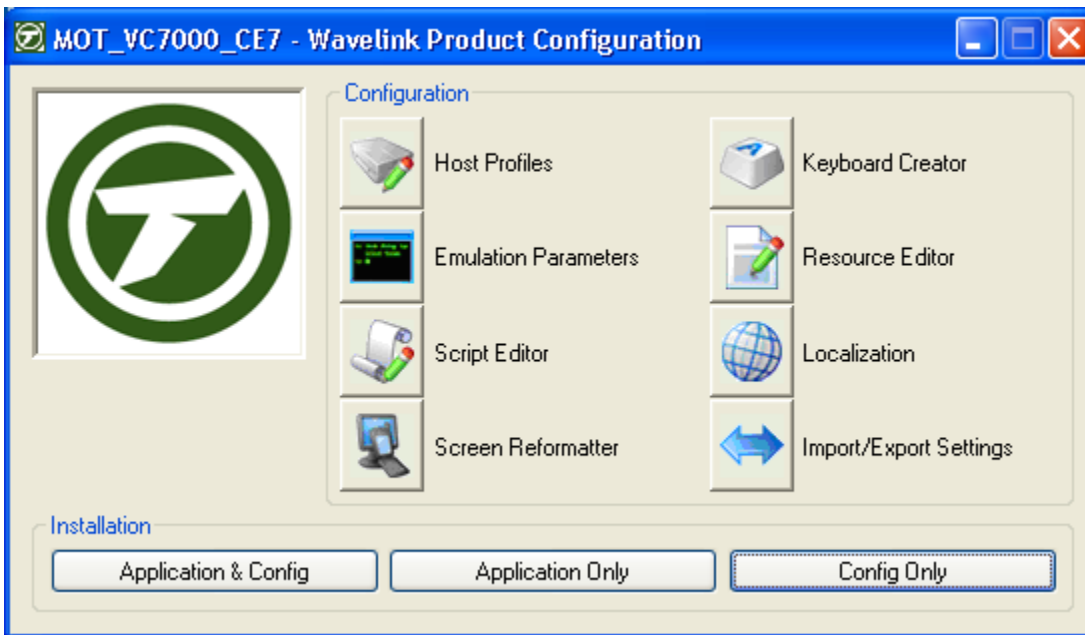 MOT_VC7000_CE7 - Wavelink Product Configuration
Configuration
Host Profiles
Keyboard Creator
Emulation Parameters
Resource Editor
Script Editor
Localization
Screen Reformatter
Import/Export Settings
Installation
Application & Config
Application Only
Config Only